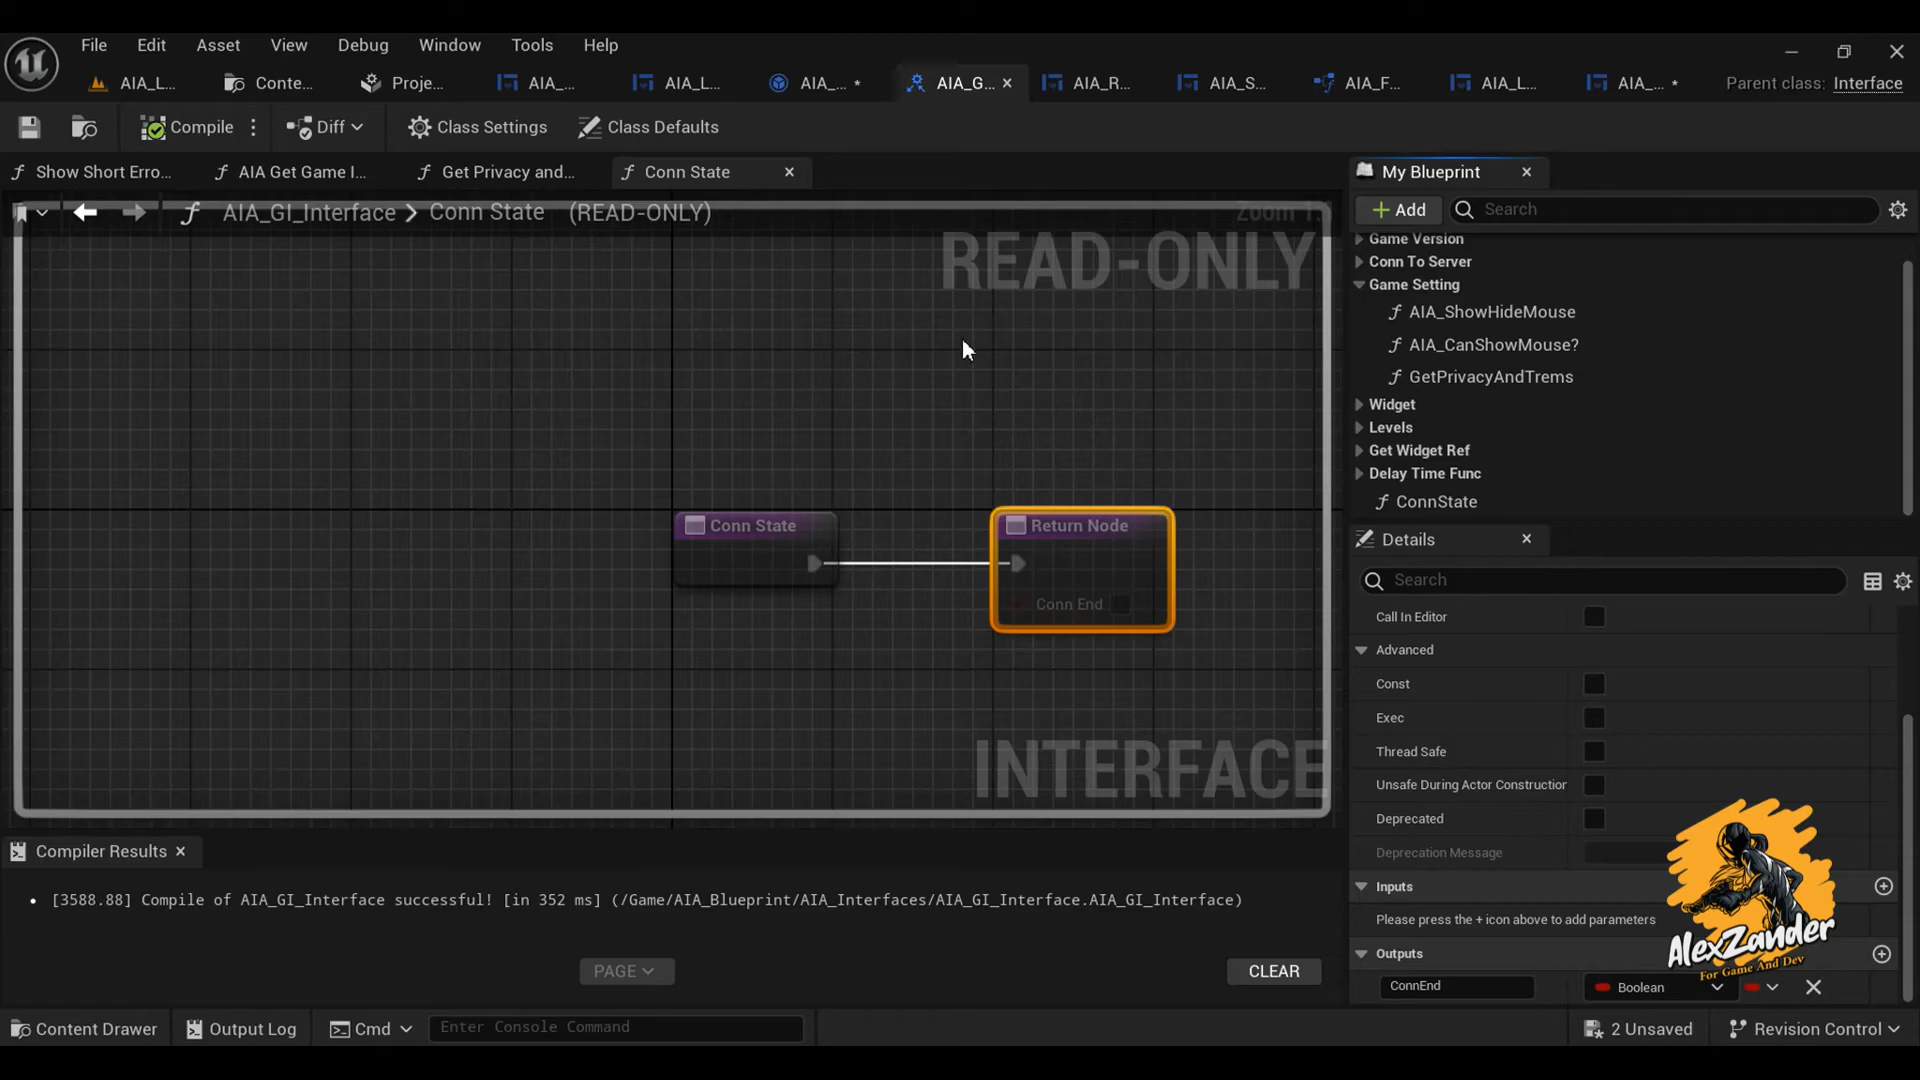 File Edit Asset View Debug Window Tools Help
AIA_L... Conte... Proje... AIA_... AIA_L... AIA_... * AIA_G... AIA_R... AIA_S... AIA_F... AIA_L... AIA_... * Parent class: Interface
Compile Diff Class Settings Class Defaults
Show Short Erro... AIA Get Game I... Get Privacy and... Conn State My Blueprint
AIA_GI_Interface > Conn State (READ-ONLY) Zoom 1:1
+ Add Search
READ-ONLY
Game Version
Conn To Server
Game Setting
AIA_ShowHideMouse
AIA_CanShowMouse?
GetPrivacyAndTrems
Widget
Levels
Get Widget Ref
Delay Time Func
ConnState
Conn State
Return Node
Conn End
INTERFACE
Details
Search
Call In Editor
Advanced
Const
Exec
Thread Safe
Unsafe During Actor Construction
Deprecated
Deprecation Message
Inputs
Please press the + icon above to add parameters
Outputs
ConnEnd Boolean
AlexZander
For Game And Dev
Compiler Results
• [3588.88] Compile of AIA_GI_Interface successful! [in 352 ms] (/Game/AIA_Blueprint/AIA_Interfaces/AIA_GI_Interface.AIA_GI_Interface)
PAGE CLEAR
Content Drawer Output Log Cmd Enter Console Command 2 Unsaved Revision Control